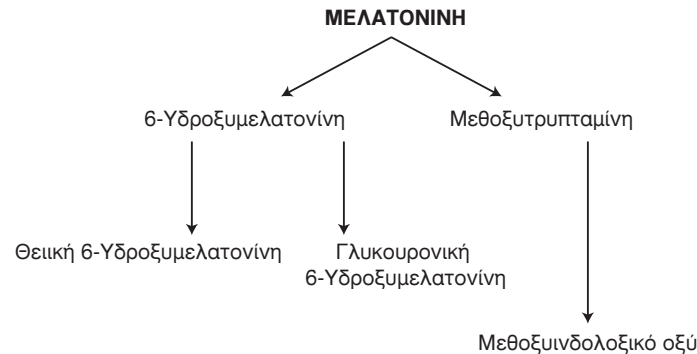 ΜΕΛΑΤΟΝΙΝΗ
6-Υδροξυμελατονίνη
Μεθοξυτρυπταμίνη
Θειική 6-Υδροξυμελατονίνη
Γλυκουρονική
6-Υδροξυμελατονίνη
Μεθοξυινδολοξικό οξύ